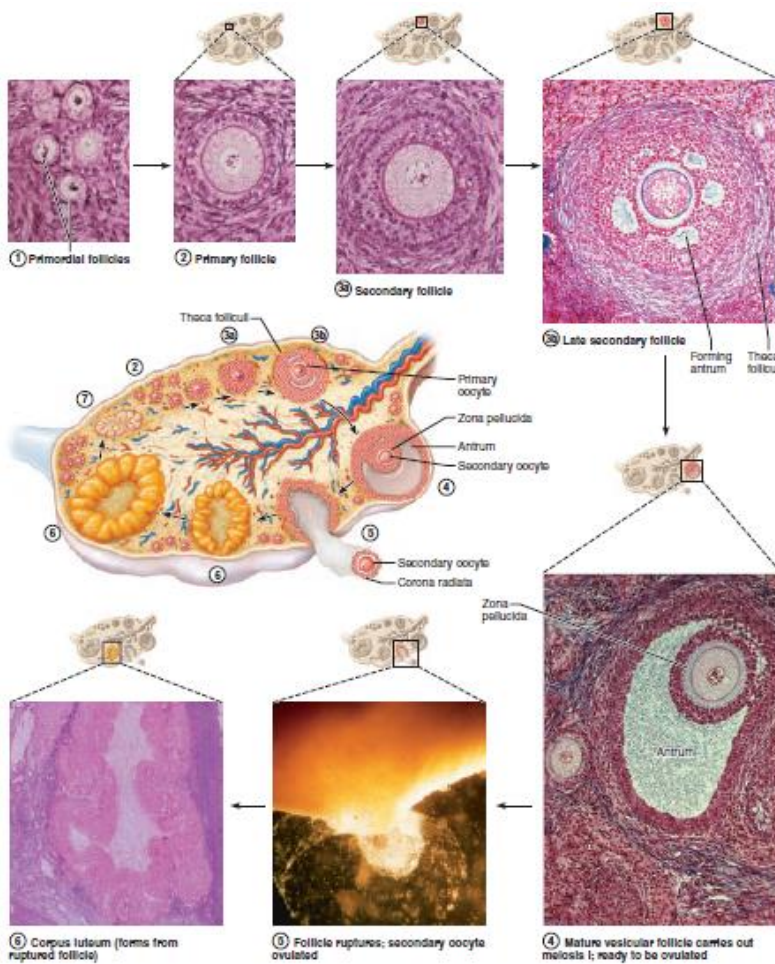 ① Primordial follicles
② Primary follicle
3a Secondary follicle
3b Late secondary follicle
Forming
antrum
Theca
follicu
Theca folliculi
3a
3b
②
⑦
Primary
oocyte
Zona pellucida
Antrum
Secondary oocyte
④
⑥
⑤
⑥
Secondary oocyte
Corona radiata
Zona
pellucida
Antrum
⑥ Corpus luteum (forms from
ruptured follicle)
⑤ Follicle ruptures; secondary oocyte
ovulated
④ Mature vesicular follicle carries out
meiosis I; ready to be ovulated